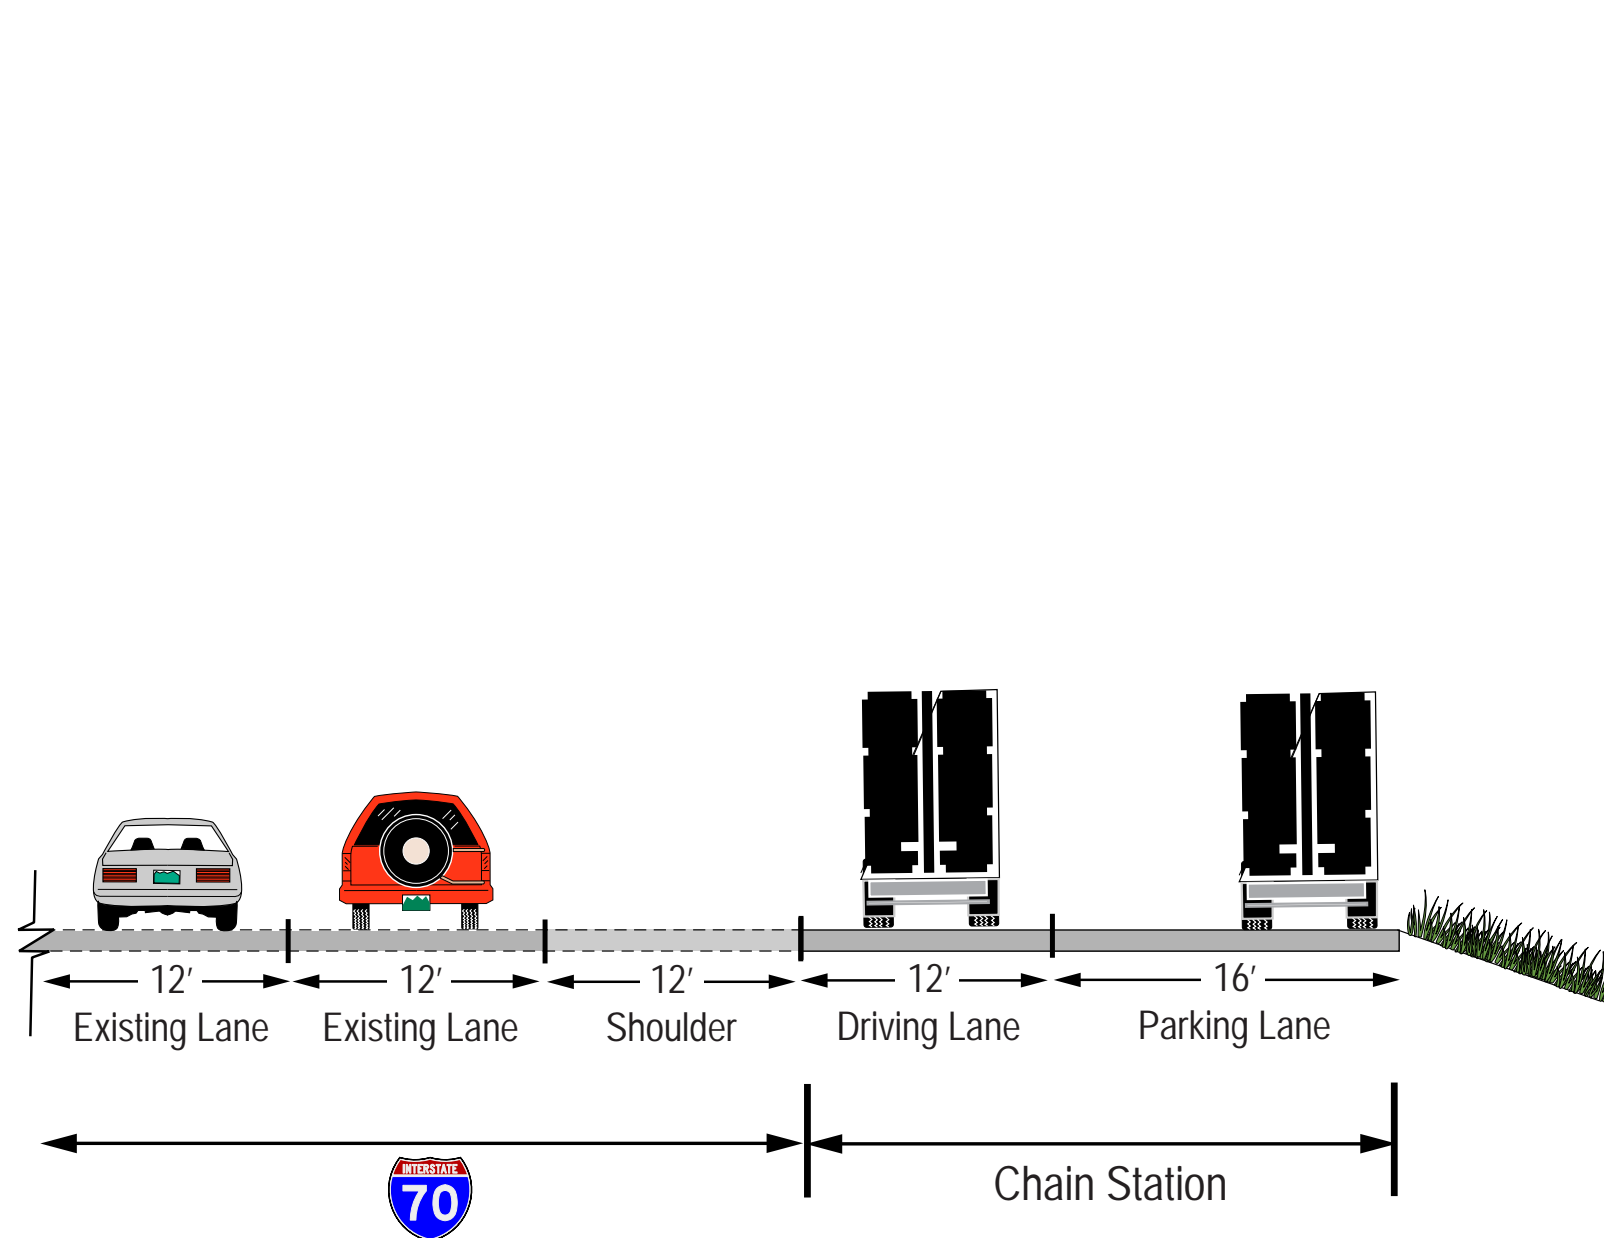 12′ 12′ 12′ 12′ 16′
Existing Lane Existing Lane Shoulder Driving Lane Parking Lane
INTERSTATE
70
Chain Station